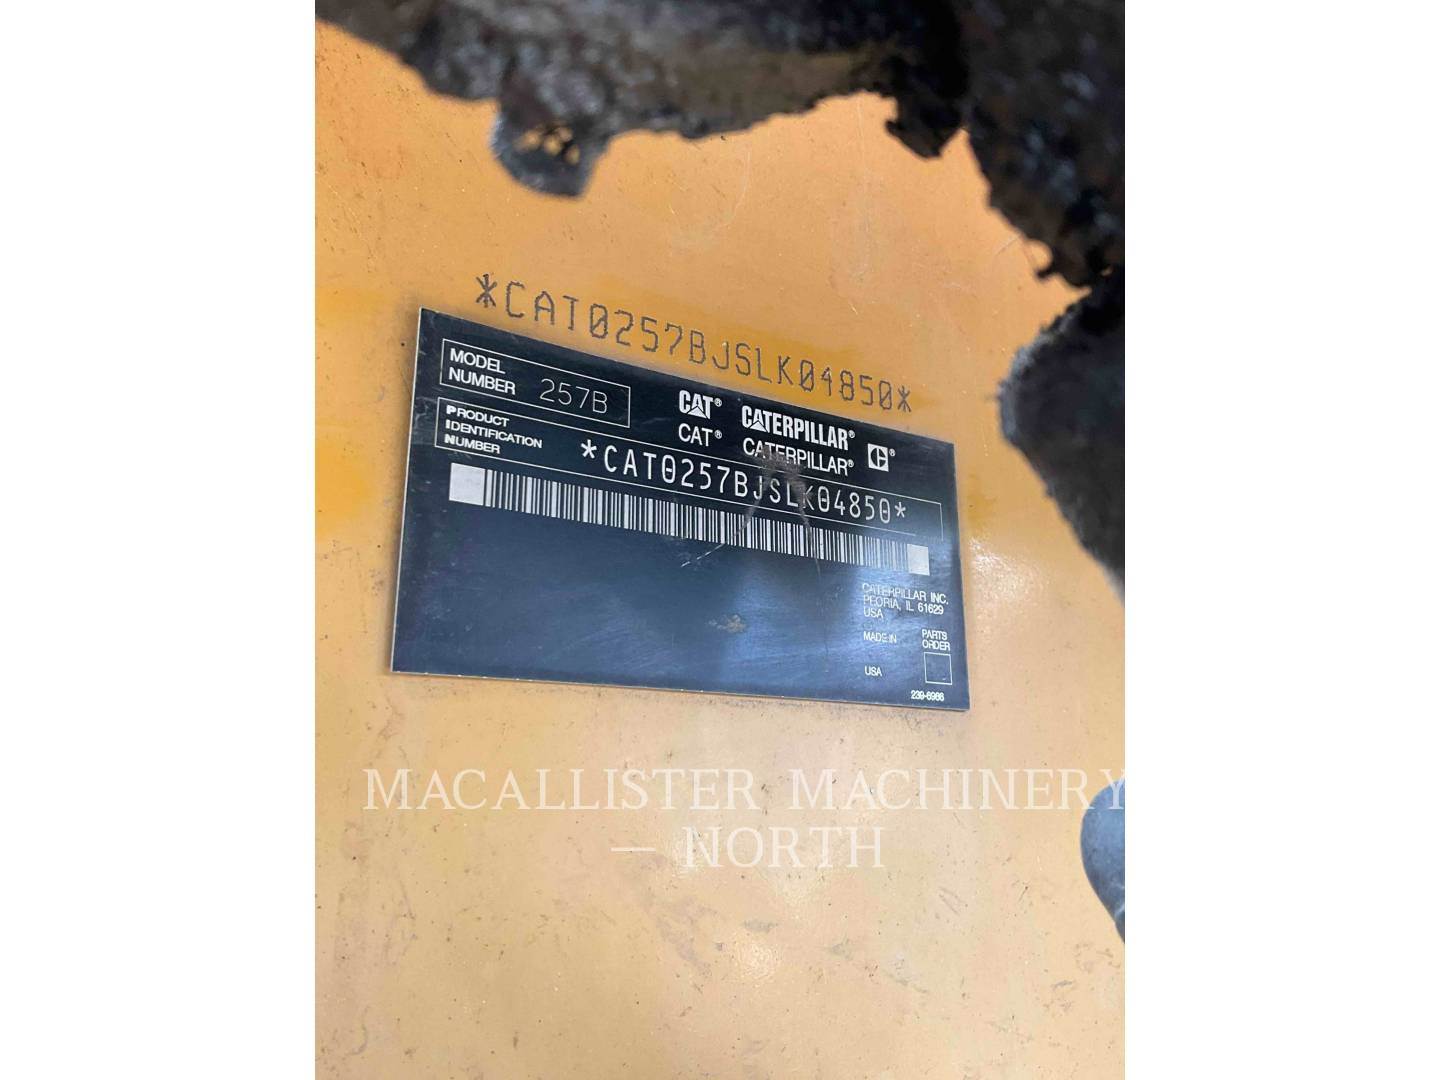 *CAT0257BJSLK04850*
MODEL
NUMBER 257B
CAT® CATERPILLAR®
CAT® CATERPILLAR® ®
PRODUCT
IDENTIFICATION
NUMBER
*CAT0257BJSLK04850*
CATERPILLAR INC.
PEORIA, IL 61629
USA
MADE IN
USA
PARTS
ORDER
239-6966
MACALLISTER MACHINERY
— NORTH